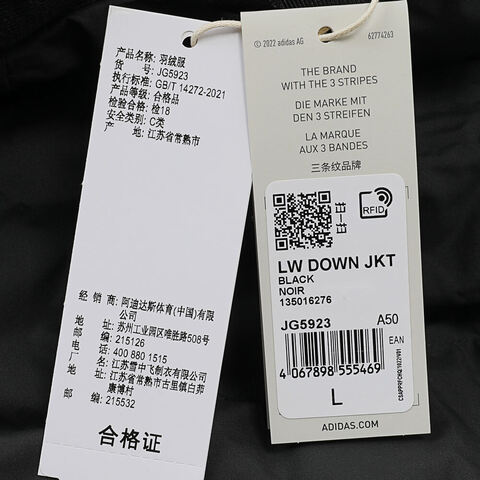 产品名称: 羽绒服
货 号: JG5923
执行标准: GB/T 14272-2021
产品等级: 合格品
检验合格: 检18
安全类别: C类
产 地: 江苏省常熟市
经 销 商: 阿迪达斯体育(中国)有限
公司
地 址: 苏州工业园区唯胜路508号
邮 编: 215126
电 话: 400 880 1515
厂 名: 江苏雪中飞制衣有限公司
地 址: 江苏省常熟市古里镇白茆
康博村
邮 编: 215532
合格证
© 2022 adidas AG
62774263
THE BRAND
WITH THE 3 STRIPES
DIE MARKE MIT
DEN 3 STREIFEN
LA MARQUE
AUX 3 BANDES
三条纹品牌
RFID
LW DOWN JKT
BLACK
NOIR
135016276
JG5923 A50
EAN
4067898555469
L
ADIDAS.COM